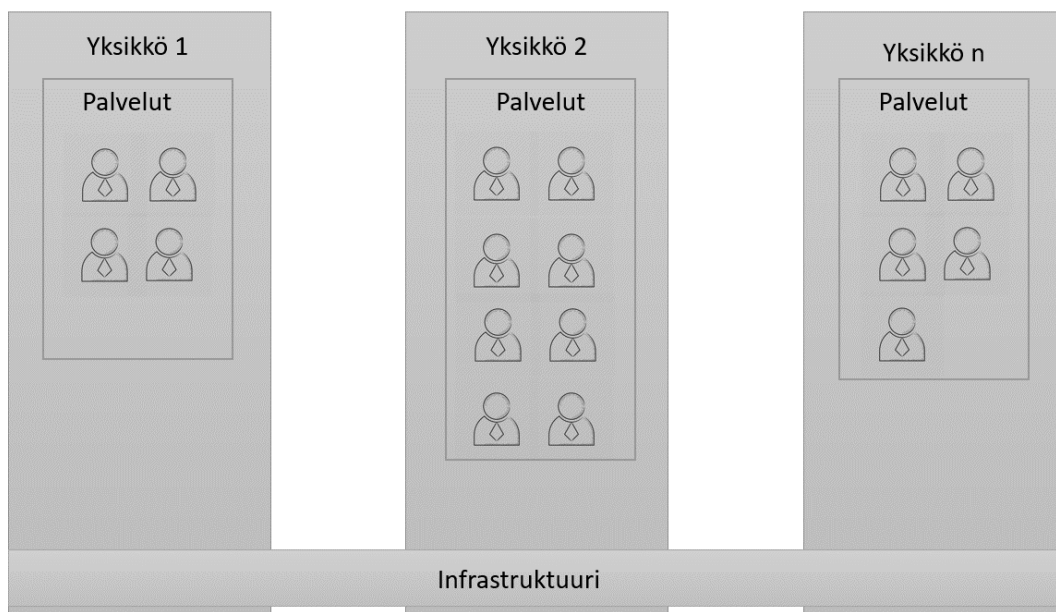 Yksikkö 1
Palvelut
Yksikkö 2
Palvelut
Yksikkö n
Palvelut
Infrastruktuuri